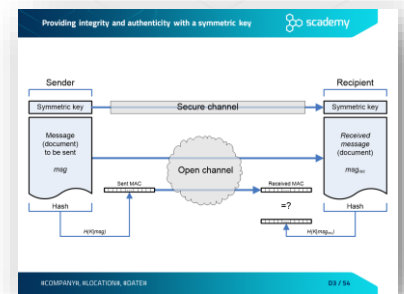 Providing integrity and authenticity with a symmetric key
scademy
Sender
Recipient
Symmetric key
Secure channel
Symmetric key
Message
(document)
to be sent
msg
Received
message
(document)
msgrec
Open channel
Sent MAC
Received MAC
=?
Hash
Hash
H(K|msg)
H(K|msgrec)
#COMPANY#, #LOCATION#, #DATE#
D3 / 54